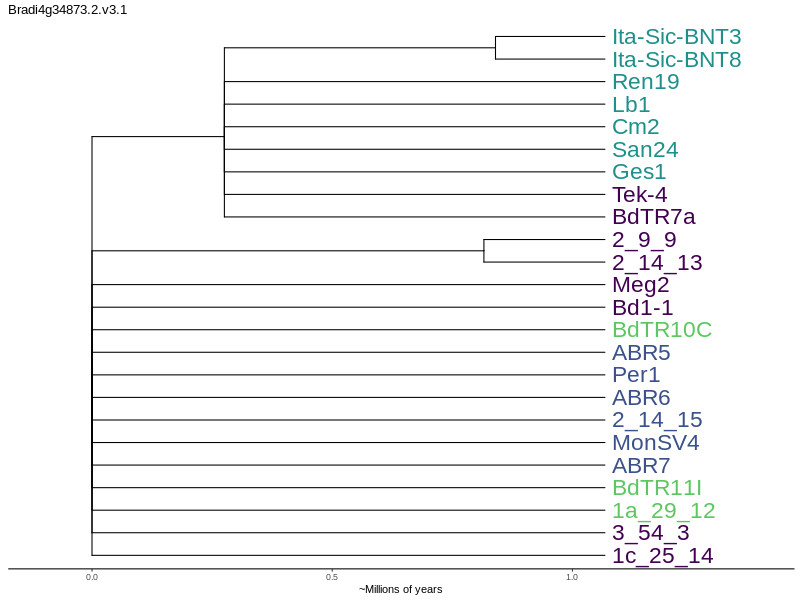 Bradi4g34873.2.v3.1
Ita-Sic-BNT3
Ita-Sic-BNT8
Ren19
Lb1
Cm2
San24
Ges1
Tek-4
BdTR7a
2_9_9
2_14_13
Meg2
Bd1-1
BdTR10C
ABR5
Per1
ABR6
2_14_15
MonSV4
ABR7
BdTR11I
1a_29_12
3_54_3
1c_25_14
0.0 0.5 1.0
~Millions of years